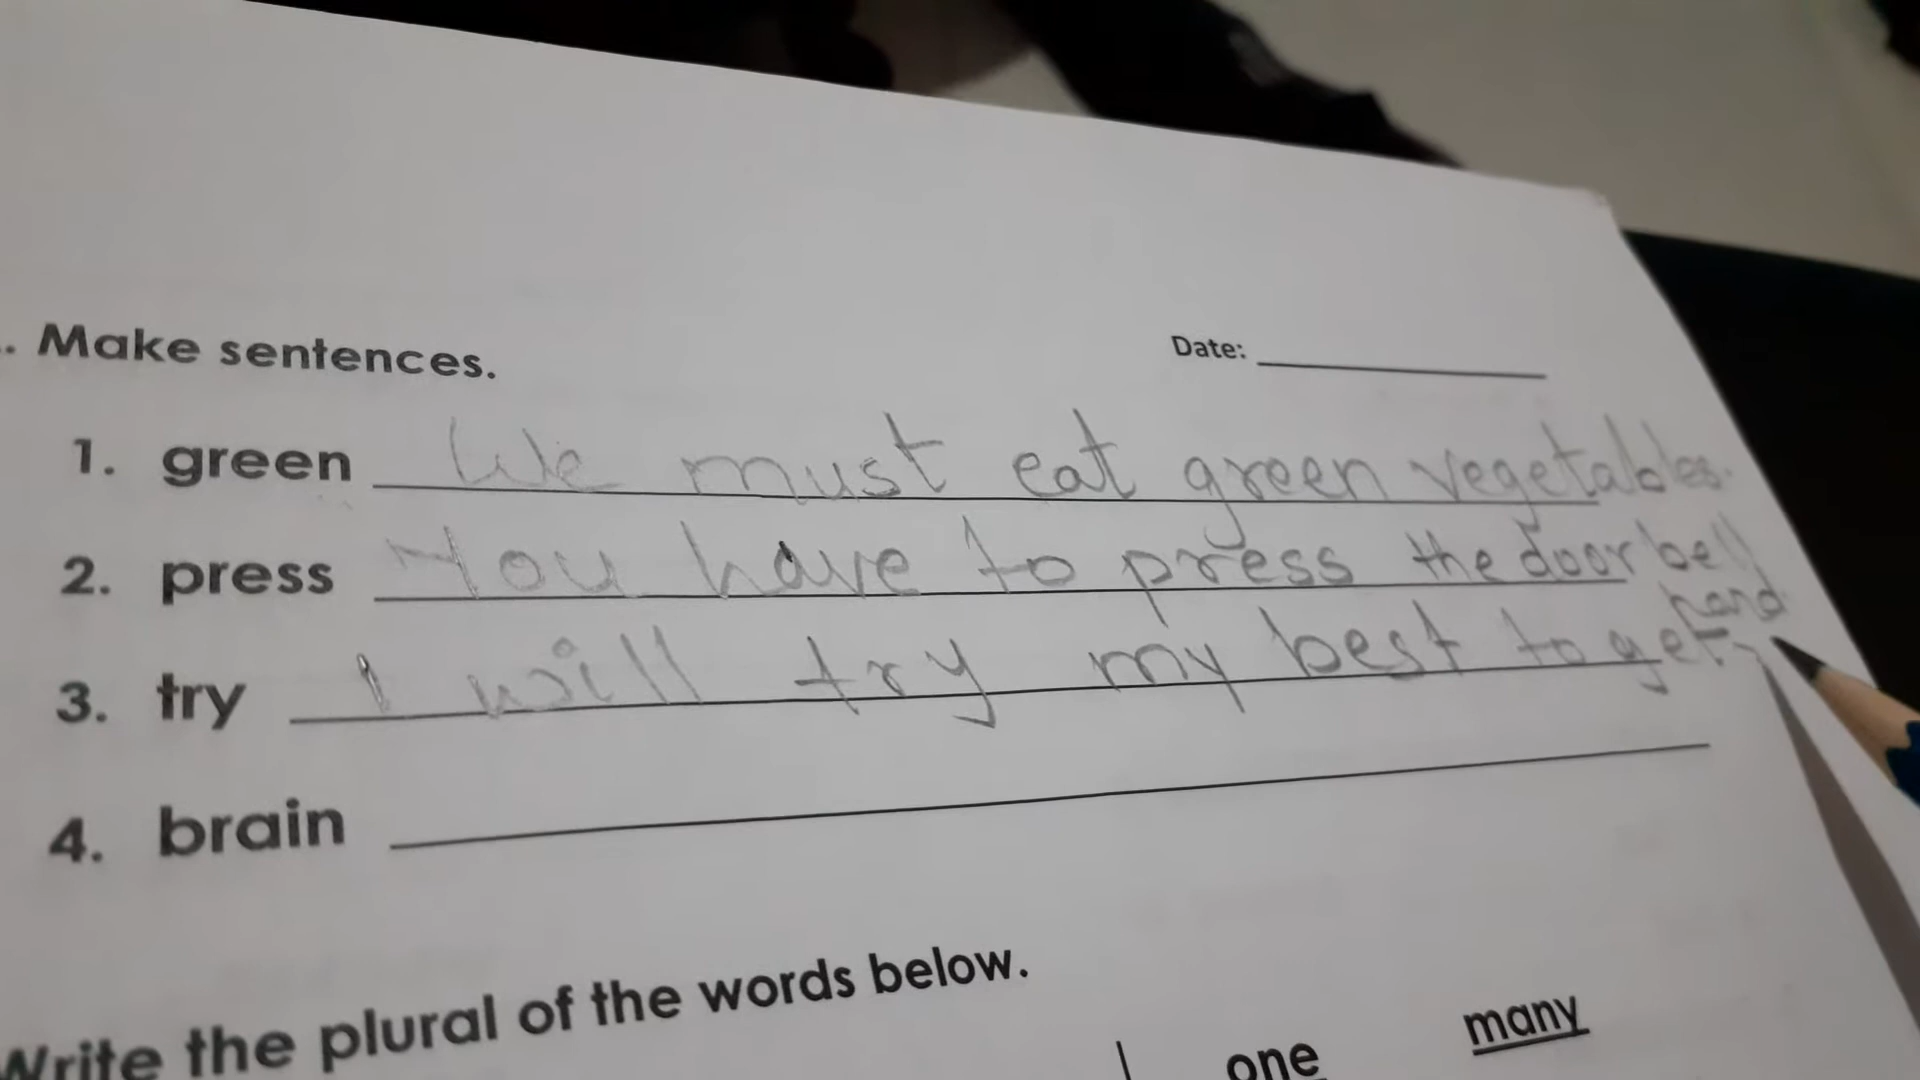 . Make sentences.
Date:
1. green We must eat green vegetables.
2. press You have to press the door bell
hard
3. try I will try my best to get
4. brain
Write the plural of the words below.
one many